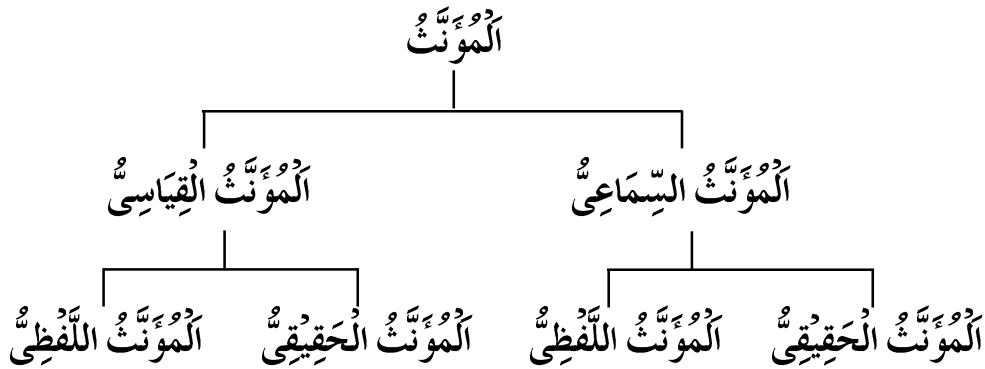 اَلْمُؤَنَّثُ
اَلْمُؤَنَّثُ السِّمَاعِیُّ اَلْمُؤَنَّثُ الْقِيَاسِیُّ
اَلْمُؤَنَّثُ الْحَقِيْقِیُّ اَلْمُؤَنَّثُ اللَّفْظِیُّ اَلْمُؤَنَّثُ الْحَقِيْقِیُّ اَلْمُؤَنَّثُ اللَّفْظِیُّ